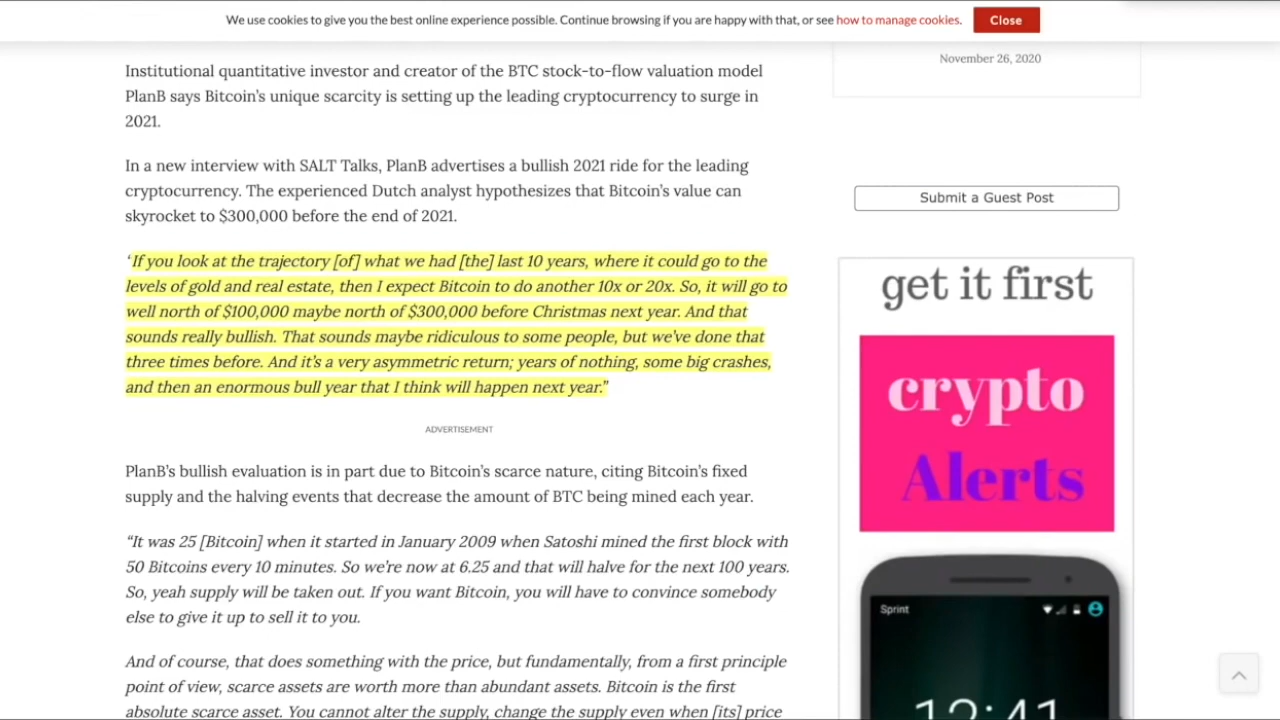 We use cookies to give you the best online experience possible. Continue browsing if you are happy with that, or see how to manage cookies. Close
Institutional quantitative investor and creator of the BTC stock-to-flow valuation model
PlanB says Bitcoin’s unique scarcity is setting up the leading cryptocurrency to surge in
2021.
In a new interview with SALT Talks, PlanB advertises a bullish 2021 ride for the leading
cryptocurrency. The experienced Dutch analyst hypothesizes that Bitcoin’s value can
skyrocket to $300,000 before the end of 2021.
‘If you look at the trajectory [of] what we had [the] last 10 years, where it could go to the
levels of gold and real estate, then I expect Bitcoin to do another 10x or 20x. So, it will go to
well north of $100,000 maybe north of $300,000 before Christmas next year. And that
sounds really bullish. That sounds maybe ridiculous to some people, but we’ve done that
three times before. And it’s a very asymmetric return; years of nothing, some big crashes,
and then an enormous bull year that I think will happen next year.”
ADVERTISEMENT
PlanB’s bullish evaluation is in part due to Bitcoin’s scarce nature, citing Bitcoin’s fixed
supply and the halving events that decrease the amount of BTC being mined each year.
“It was 25 [Bitcoin] when it started in January 2009 when Satoshi mined the first block with
50 Bitcoins every 10 minutes. So we’re now at 6.25 and that will halve for the next 100 years.
So, yeah supply will be taken out. If you want Bitcoin, you will have to convince somebody
else to give it up to sell it to you.
And of course, that does something with the price, but fundamentally, from a first principle
point of view, scarce assets are worth more than abundant assets. Bitcoin is the first
absolute scarce asset. You cannot alter the supply, change the supply even when [its] price
November 26, 2020
Submit a Guest Post
get it first
crypto
Alerts
Sprint
12:41